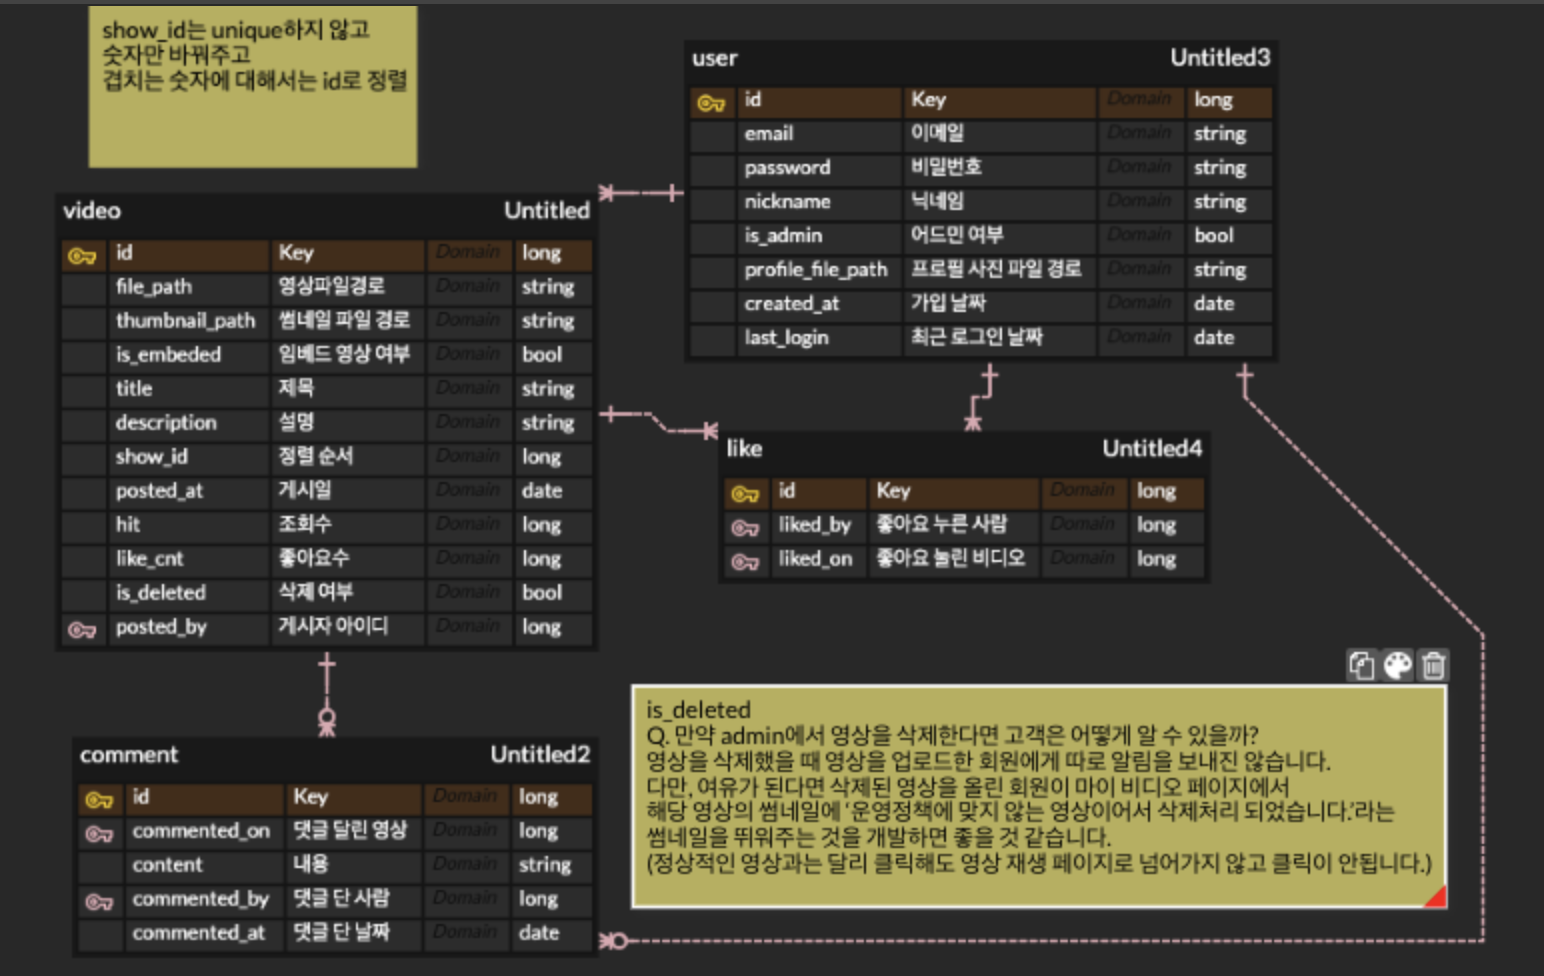 show_id는 unique하지 않고
숫자만 바꿔주고
겹치는 숫자에 대해서는 id로 정렬
user Untitled3
id Key Domain long
email 이메일 Domain string
password 비밀번호 Domain string
nickname 닉네임 Domain string
is_admin 어드민 여부 Domain bool
profile_file_path 프로필 사진 파일 경로 Domain string
created_at 가입 날짜 Domain date
last_login 최근 로그인 날짜 Domain date
video Untitled
id Key Domain long
file_path 영상파일경로 Domain string
thumbnail_path 썸네일 파일 경로 Domain string
is_embeded 임베드 영상 여부 Domain bool
title 제목 Domain string
description 설명 Domain string
show_id 정렬 순서 Domain long
posted_at 게시일 Domain date
hit 조회수 Domain long
like_cnt 좋아요수 Domain long
is_deleted 삭제 여부 Domain bool
posted_by 게시자 아이디 Domain long
like Untitled4
id Key Domain long
liked_by 좋아요 누른 사람 Domain long
liked_on 좋아요 눌린 비디오 Domain long
comment Untitled2
id Key Domain long
commented_on 댓글 달린 영상 Domain long
content 내용 Domain string
commented_by 댓글 단 사람 Domain long
commented_at 댓글 단 날짜 Domain date
is_deleted
Q. 만약 admin에서 영상을 삭제한다면 고객은 어떻게 알 수 있을까?
영상을 삭제했을 때 영상을 업로드한 회원에게 따로 알림을 보내진 않습니다.
다만, 여유가 된다면 삭제된 영상을 올린 회원이 마이 비디오 페이지에서
해당 영상의 썸네일에 '운영정책에 맞지 않는 영상이어서 삭제처리 되었습니다.'라는
썸네일을 뛰워주는 것을 개발하면 좋을 것 같습니다.
(정상적인 영상과는 달리 클릭해도 영상 재생 페이지로 넘어가지 않고 클릭이 안됩니다.)